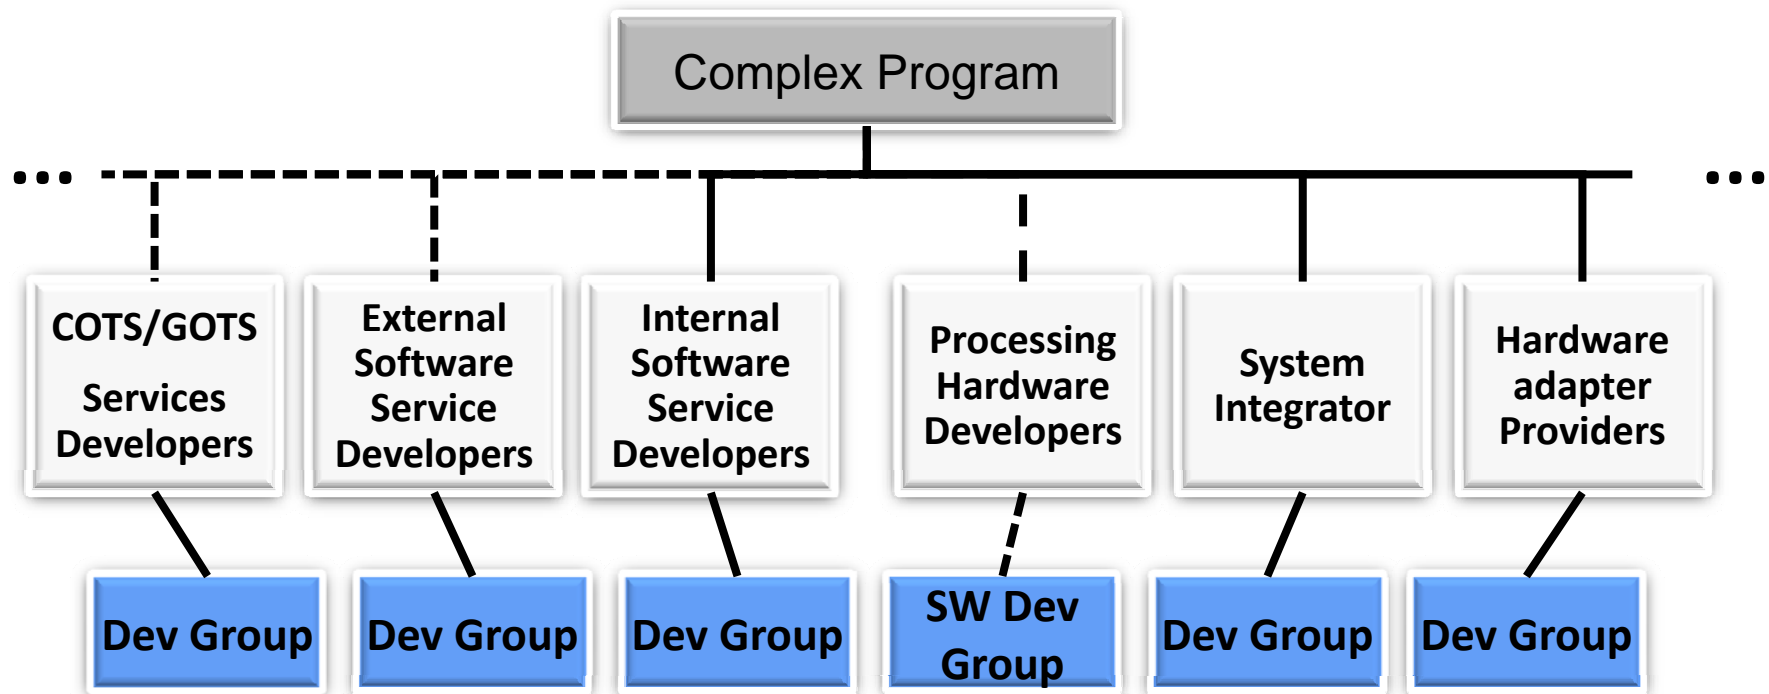 Complex Program
... ...
COTS/GOTS
Services
Developers
External
Software
Service
Developers
Internal
Software
Service
Developers
Processing
Hardware
Developers
System
Integrator
Hardware
adapter
Providers
Dev Group
Dev Group
Dev Group
SW Dev
Group
Dev Group
Dev Group